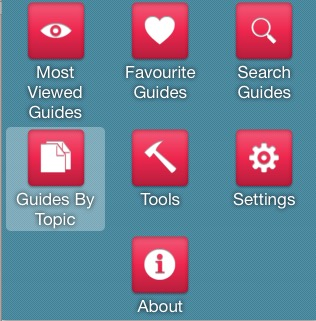 Most
Viewed
Guides
Favourite
Guides
Search
Guides
Guides By
Topic
Tools
Settings
About